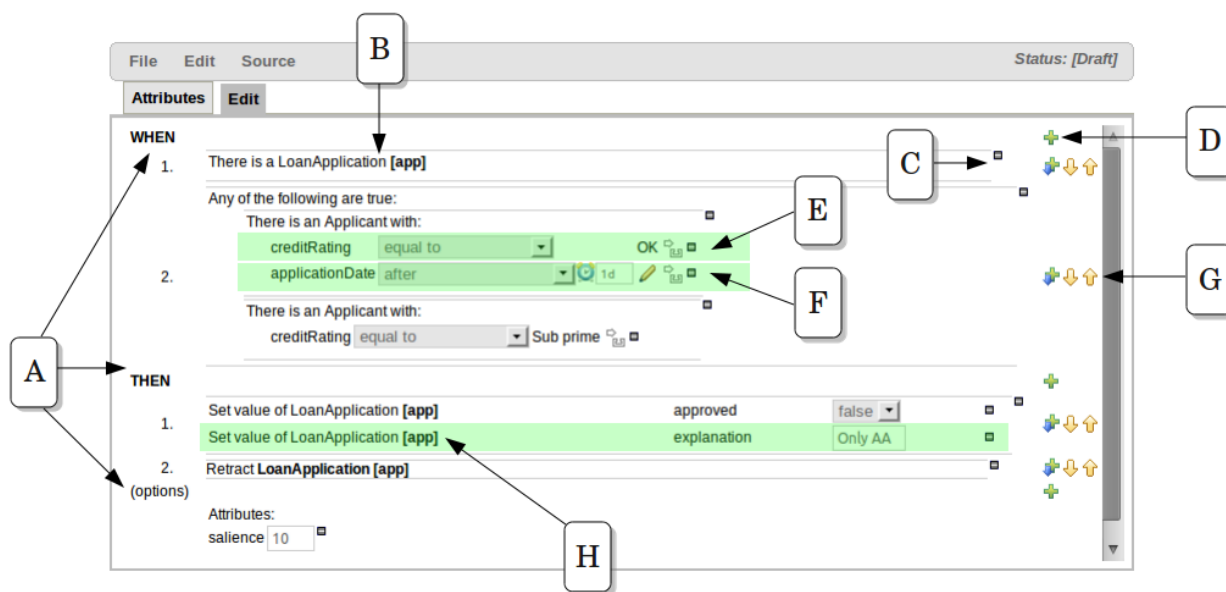 B
File Edit Source Status: [Draft]
Attributes Edit
WHEN
D
1. There is a LoanApplication [app]
C
Any of the following are true:
There is an Applicant with:
E
creditRating equal to OK
2. applicationDate after 1d
G
F
There is an Applicant with:
creditRating equal to Sub prime
A
THEN
1. Set value of LoanApplication [app] approved false
Set value of LoanApplication [app] explanation Only AA
2. Retract LoanApplication [app]
(options)
Attributes:
salience 10
H